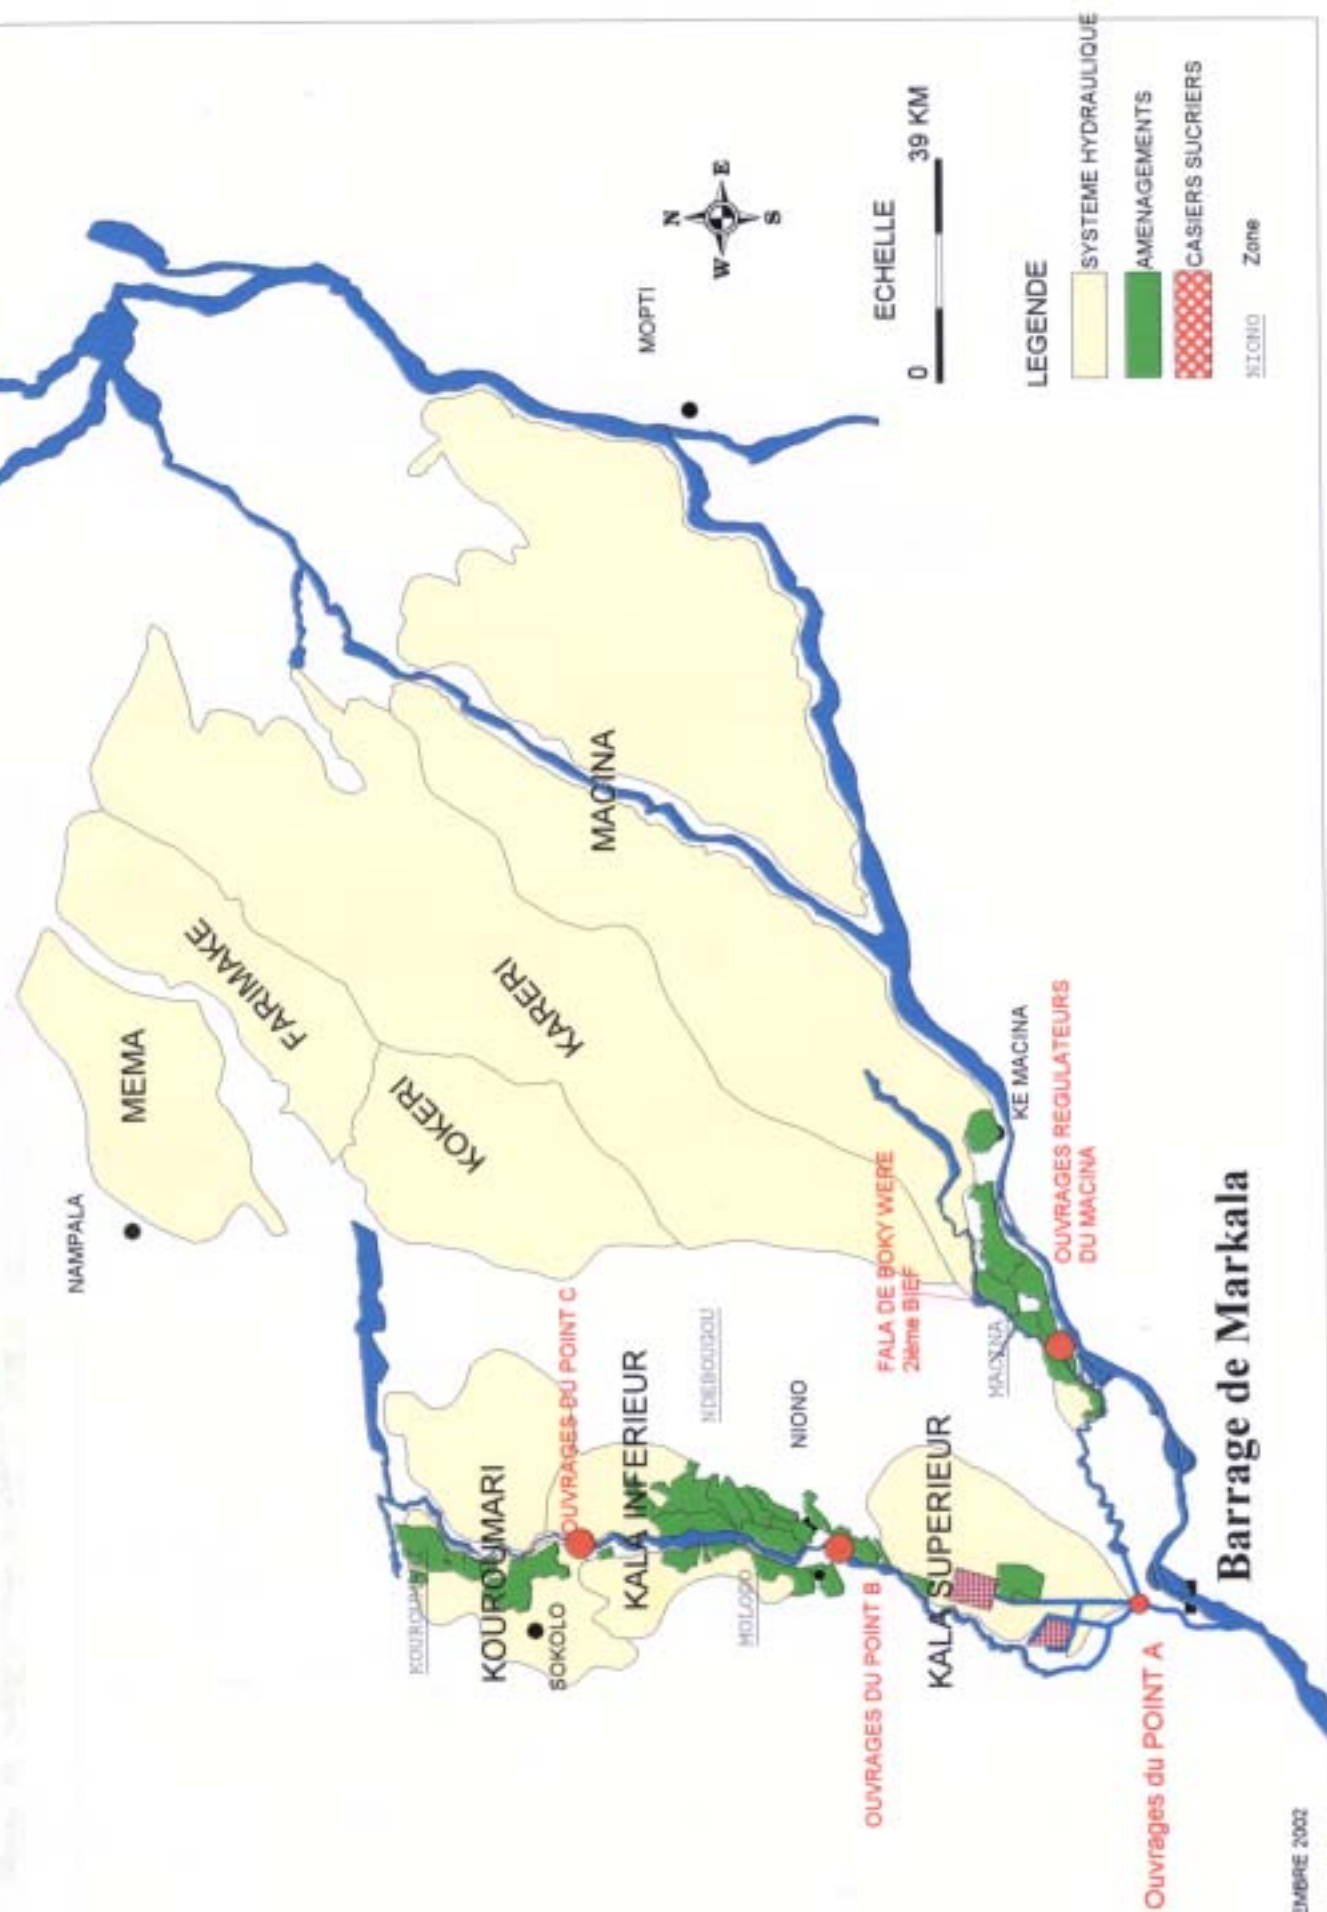 NAMPALA
MEMA
FARIMAKE
KOKERI
KARERI
MACINA
MOPTI
N
W
E
S
ECHELLE
0
39 KM
LEGENDE
SYSTEME HYDRAULIQUE
AMENAGEMENTS
CASIERS SUCRIERS
NIONO
Zone
KOUROUMARI
SOKOLO
OUVRAGES DU POINT C
KALA INFERIEUR
NDEBOUGOU
MOLODO
NIONO
OUVRAGES DU POINT B
KALA SUPERIEUR
FALA DE BOKY WERE
2ième BIEF
MACINA
KE MACINA
OUVRAGES REGULATEURS
DU MACINA
Ouvrages du POINT A
Barrage de Markala
EMBRE 2002